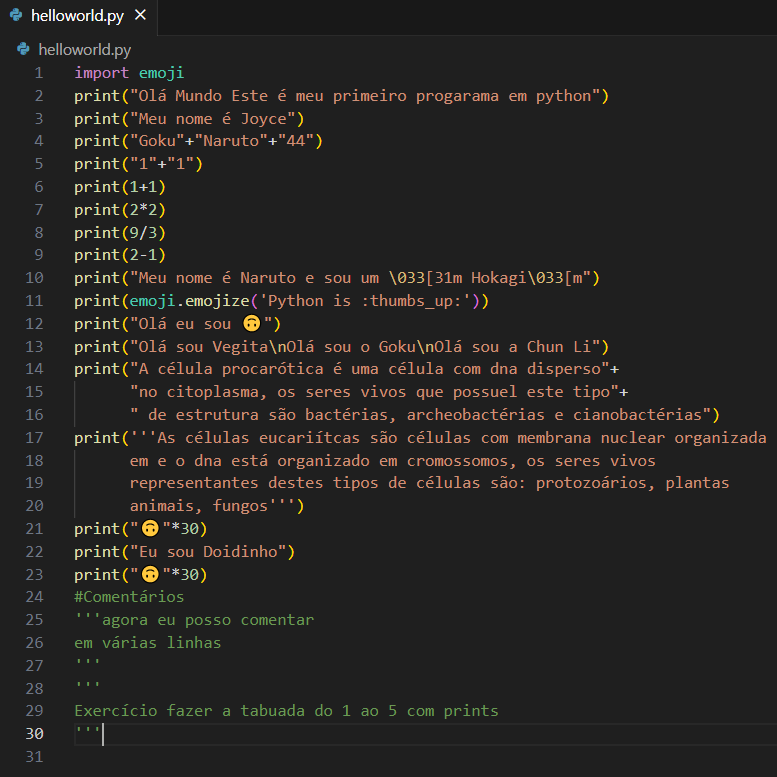 helloworld.py ×
helloworld.py
1 import emoji
2 print("Olá Mundo Este é meu primeiro progarama em python")
3 print("Meu nome é Joyce")
4 print("Goku"+"Naruto"+"44")
5 print("1"+"1")
6 print(1+1)
7 print(2*2)
8 print(9/3)
9 print(2-1)
10 print("Meu nome é Naruto e sou um \033[31m Hokagi\033[m")
11 print(emoji.emojize('Python is :thumbs_up:'))
12 print("Olá eu sou 🙃")
13 print("Olá sou Vegita\nOlá sou o Goku\nOlá sou a Chun Li")
14 print("A célula procarótica é uma célula com dna disperso"+
15 "no citoplasma, os seres vivos que possuel este tipo"+
16 " de estrutura são bactérias, archeobactérias e cianobactérias")
17 print('''As células eucariítcas são células com membrana nuclear organizada
18 em e o dna está organizado em cromossomos, os seres vivos
19 representantes destes tipos de células são: protozoários, plantas
20 animais, fungos''')
21 print("🙃"*30)
22 print("Eu sou Doidinho")
23 print("🙃"*30)
24 #Comentários
25 '''agora eu posso comentar
26 em várias linhas
27 '''
28 '''
29 Exercício fazer a tabuada do 1 ao 5 com prints
30 '''
31